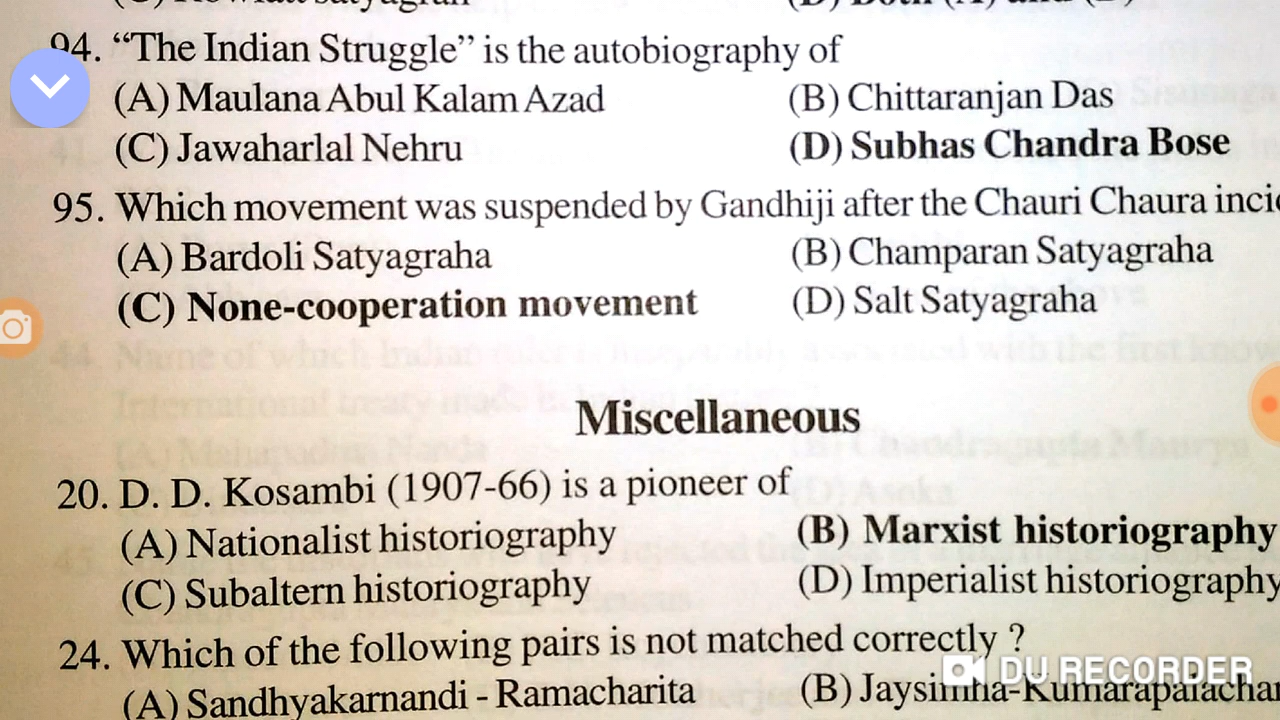 94. “The Indian Struggle” is the autobiography of
(A) Maulana Abul Kalam Azad (B) Chittaranjan Das
(C) Jawaharlal Nehru (D) Subhas Chandra Bose
95. Which movement was suspended by Gandhiji after the Chauri Chaura
(A) Bardoli Satyagraha (B) Champaran Satyagraha
(C) None-cooperation movement (D) Salt Satyagraha
Miscellaneous
20. D. D. Kosambi (1907-66) is a pioneer of
(A) Nationalist historiography (B) Marxist historiography
(C) Subaltern historiography (D) Imperialist historiography
24. Which of the following pairs is not matched correctly ?
DU RECORDER
(A) Sandhyakarnandi - Ramacharita (B)